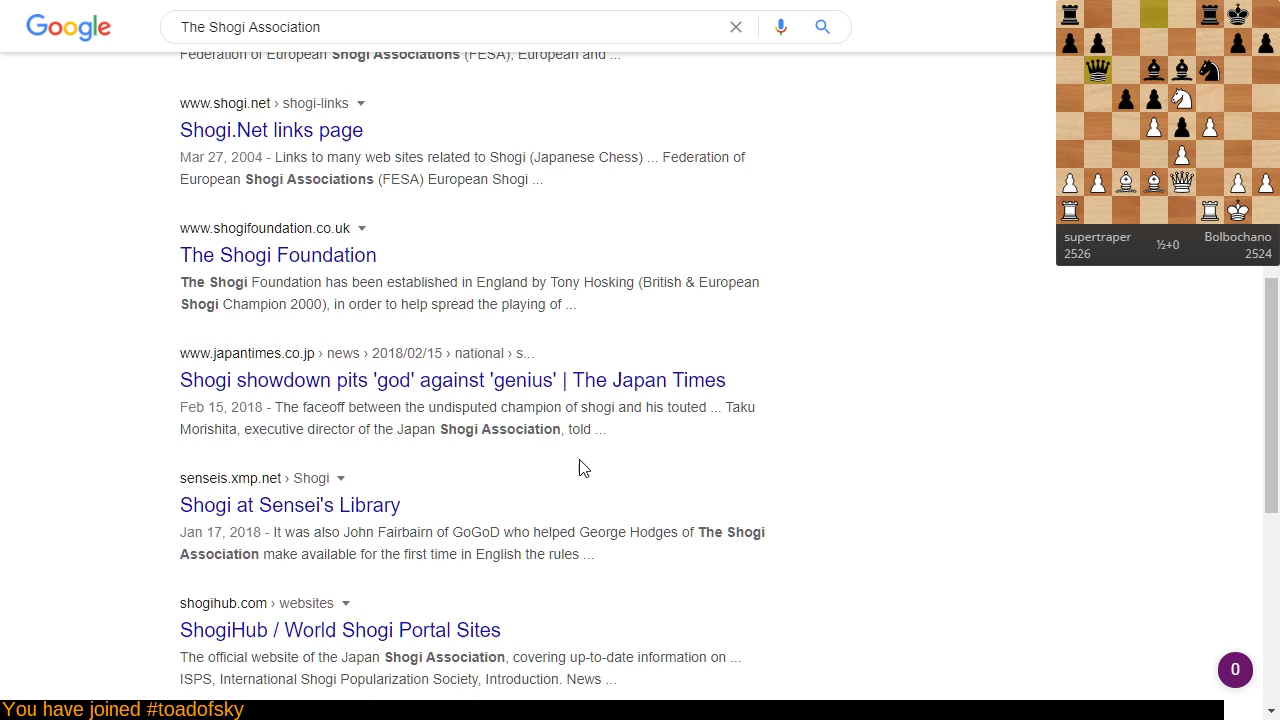 Google
The Shogi Association
Federation of European Shogi Associations (FESA), European and ...
www.shogi.net › shogi-links
Shogi.Net links page
Mar 27, 2004 - Links to many web sites related to Shogi (Japanese Chess) ... Federation of
European Shogi Associations (FESA) European Shogi ...
www.shogifoundation.co.uk
The Shogi Foundation
The Shogi Foundation has been established in England by Tony Hosking (British & European
Shogi Champion 2000), in order to help spread the playing of ...
www.japantimes.co.jp › news › 2018/02/15 › national › s...
Shogi showdown pits 'god' against 'genius' | The Japan Times
Feb 15, 2018 - The faceoff between the undisputed champion of shogi and his touted ... Taku
Morishita, executive director of the Japan Shogi Association, told ...
senseis.xmp.net › Shogi
Shogi at Sensei's Library
Jan 17, 2018 - It was also John Fairbairn of GoGoD who helped George Hodges of The Shogi
Association make available for the first time in English the rules ...
shogihub.com › websites
ShogiHub / World Shogi Portal Sites
The official website of the Japan Shogi Association, covering up-to-date information on ...
ISPS, International Shogi Popularization Society, Introduction. News ...
supertraper ½+0 Bolbochano
2526 2524
0
You have joined #toadofsky